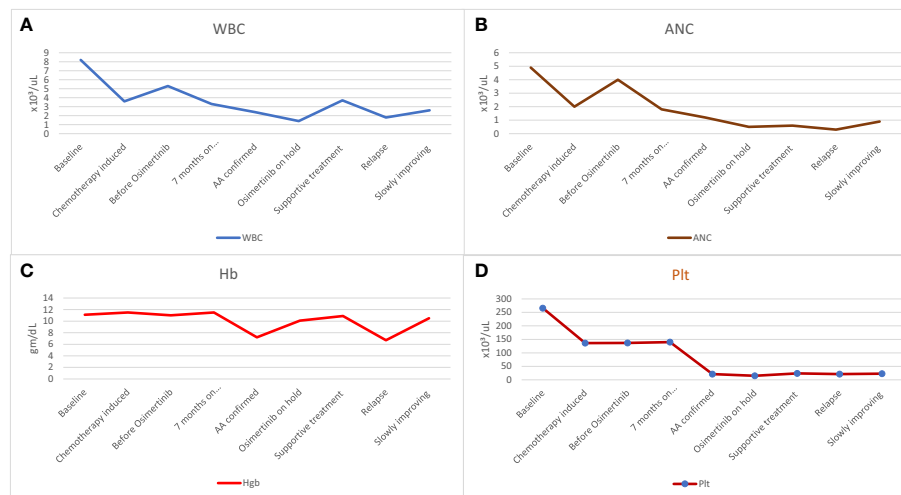 A
WBC
x10³/uL
9
8
7
6
5
4
3
2
1
0
Baseline
Chemotherapy induced
Before Osimertinib
7 months on...
AA confirmed
Osimertinib on hold
Supportive treatment
Relapse
Slowly improving
WBC
B
ANC
x10³/uL
6
5
4
3
2
1
0
Baseline
Chemotherapy induced
Before Osimertinib
7 months on...
AA confirmed
Osimertinib on hold
Supportive treatment
Relapse
Slowly improving
ANC
C
Hb
gm/dL
14
12
10
8
6
4
2
0
Baseline
Chemotherapy induced
Before Osimertinib
7 months on...
AA confirmed
Osimertinib on hold
Supportive treatment
Relapse
Slowly improving
Hgb
D
Plt
x10³/uL
300
250
200
150
100
50
0
Baseline
Chemotherapy induced
Before Osimertinib
7 months on...
AA confirmed
Osimertinib on hold
Supportive treatment
Relapse
Slowly improving
Plt